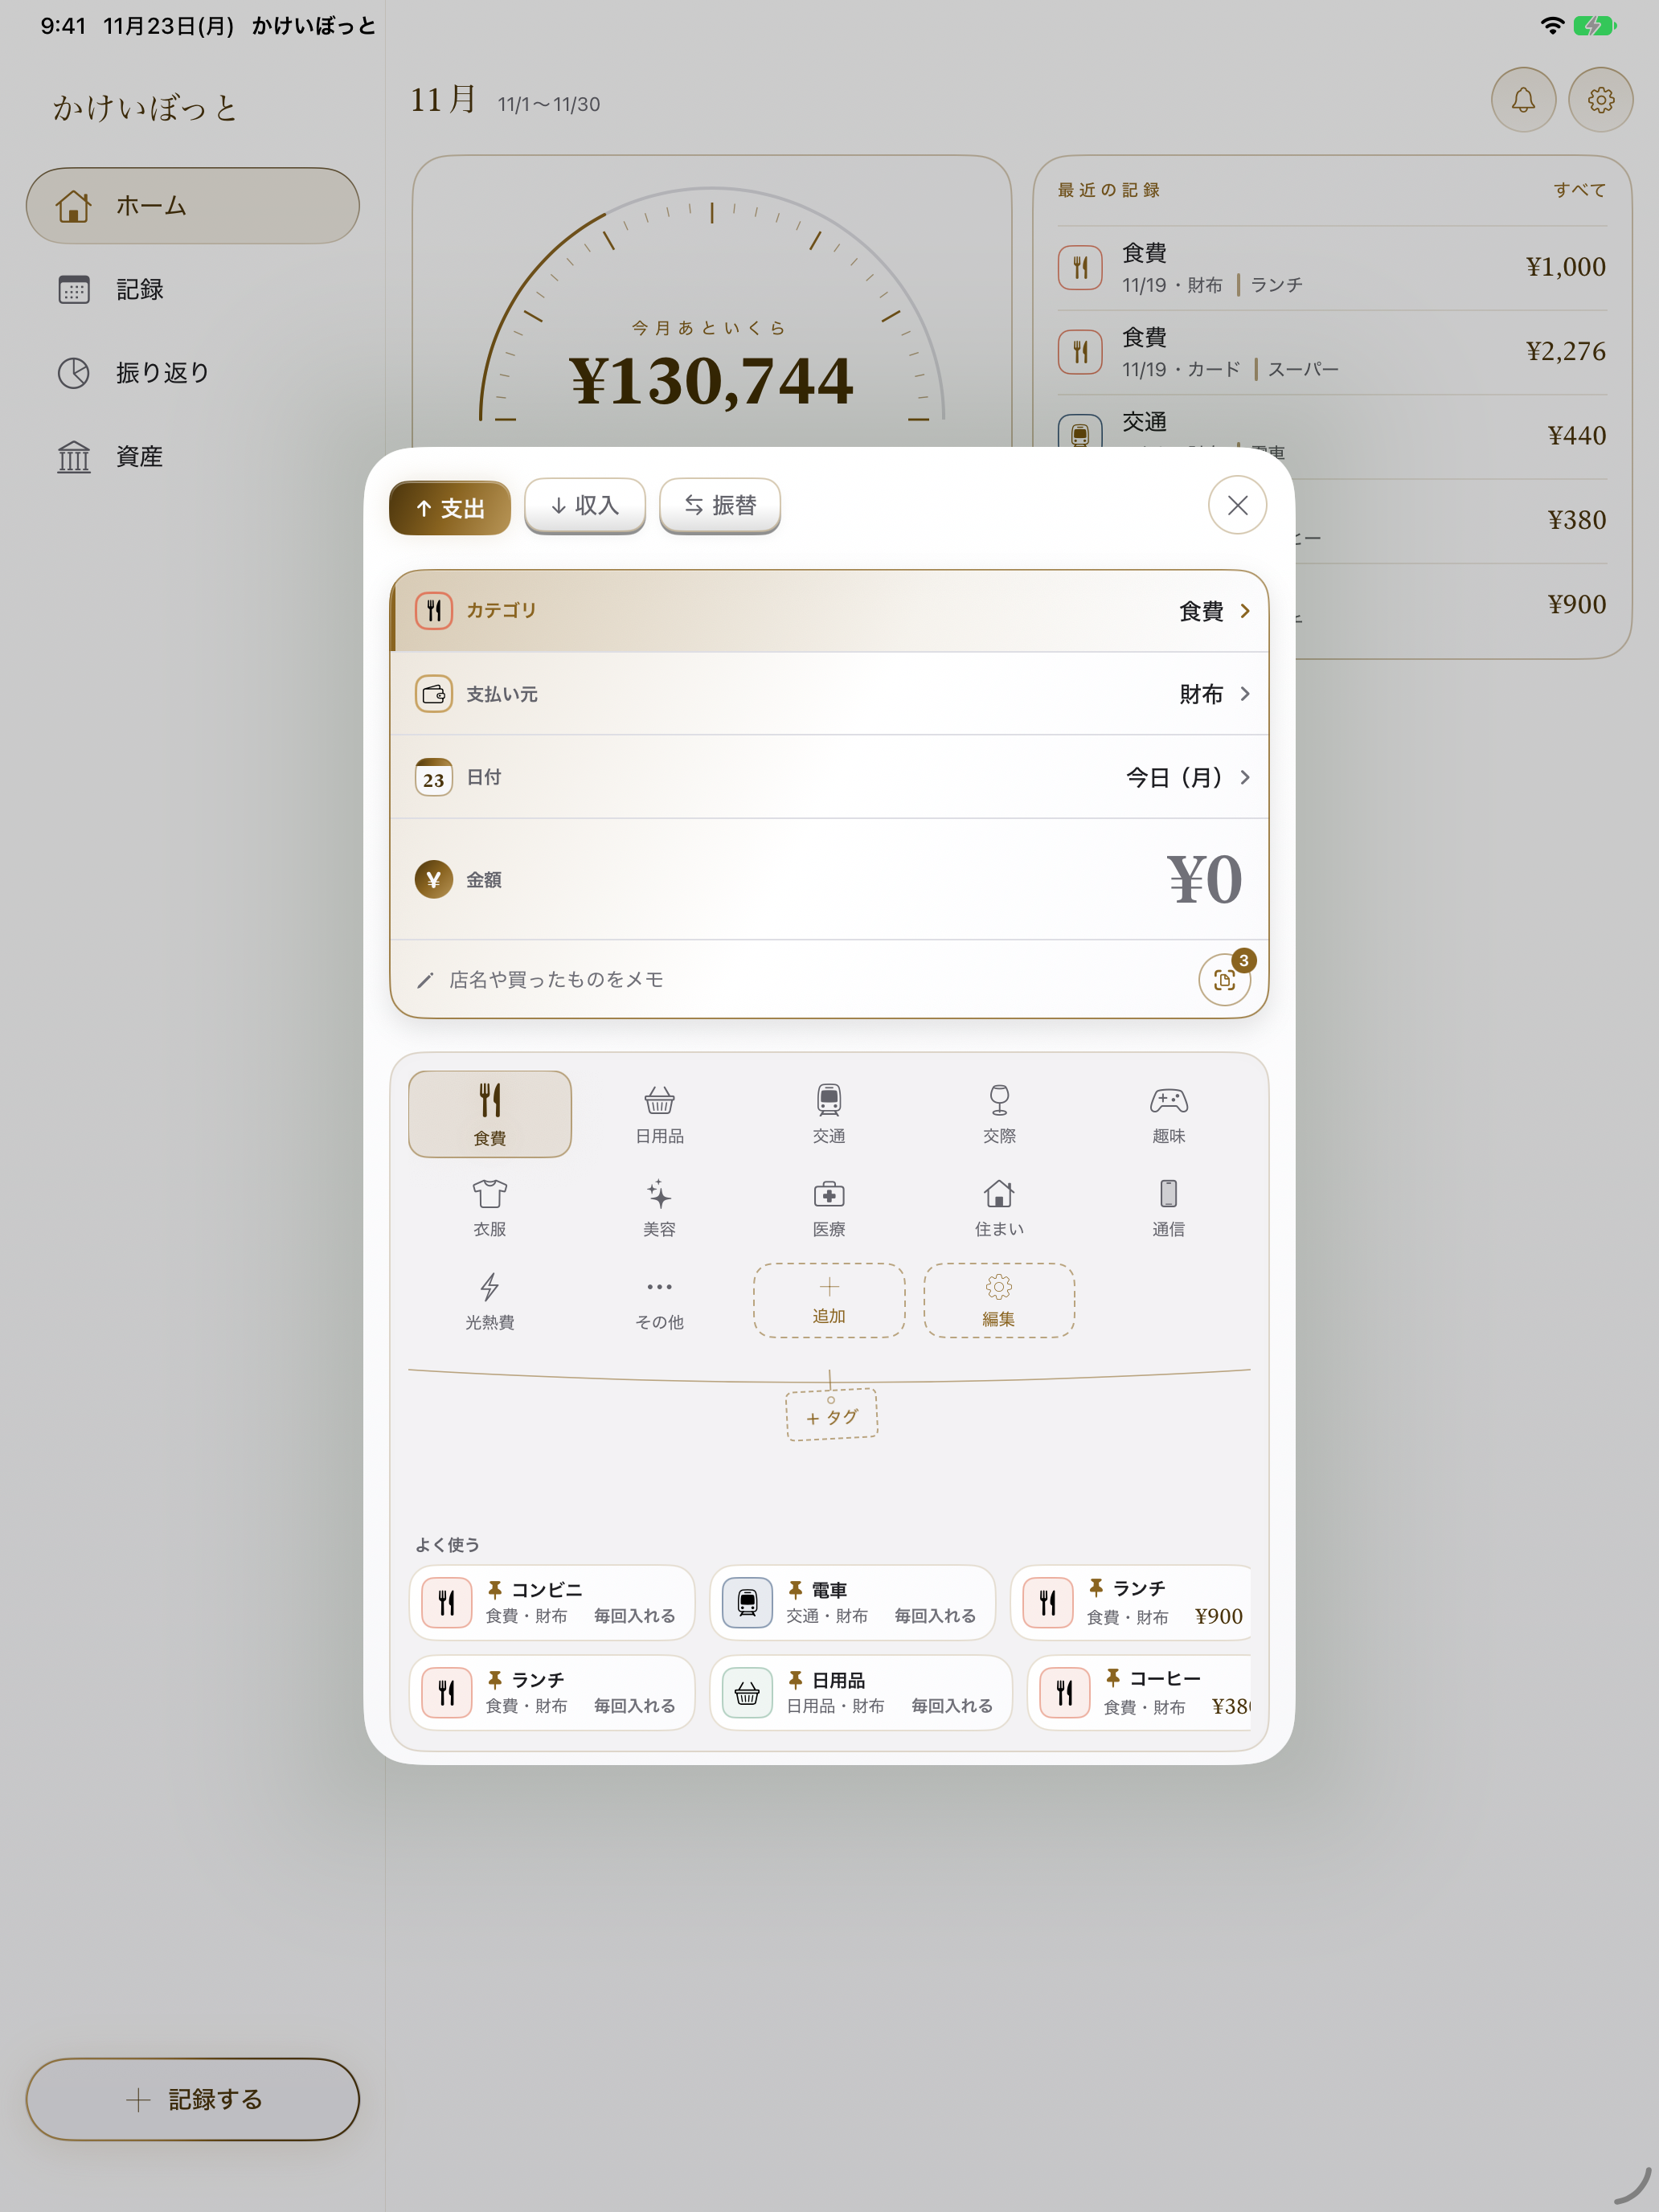 9:41 11月23日(月) かけいぼっと
かけいぼっと
ホーム
記録
振り返り
資産
記録する
11月 11/1〜11/30
今月あといくら
¥130,744
最近の記録 すべて
食費
11/19・財布 ランチ
¥1,000
食費
11/19・カード スーパー
¥2,276
交通
¥440
¥380
¥900
↑ 支出
↓ 収入
振替
カテゴリ 食費
支払い元 財布
23 日付 今日（月）
¥ 金額 ¥0
店名や買ったものをメモ 3
食費 日用品 交通 交際 趣味
衣服 美容 医療 住まい 通信
光熱費 その他 追加 編集
+ タグ
よく使う
コンビニ
食費・財布 毎回入れる
電車
交通・財布 毎回入れる
ランチ
食費・財布 ¥900
ランチ
食費・財布 毎回入れる
日用品
日用品・財布 毎回入れる
コーヒー
食費・財布 ¥380